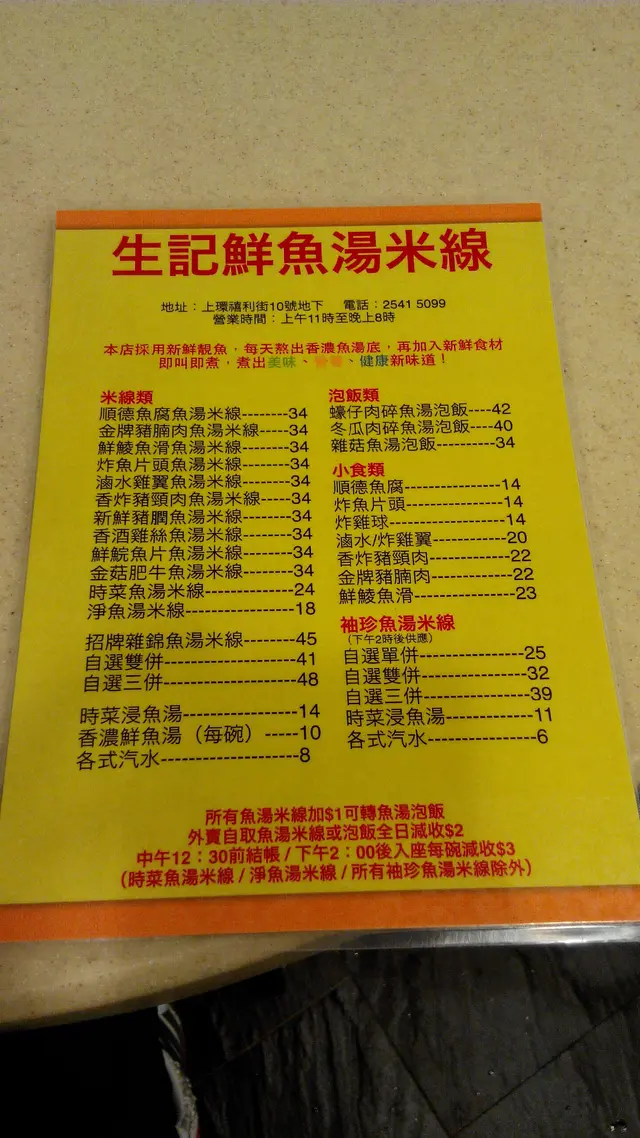 生記鮮魚湯米線
地址：上環禧利街10號地下 電話：2541 5099
營業時間：上午11時至晚上8時
本店採用新鮮靚魚，每天熬出香濃魚湯底，再加入新鮮食材
即叫即煮，煮出美味、、健康新味道！
米線類
順德魚腐魚湯米線--------34
金牌豬腩肉魚湯米線-----34
鮮鯪魚滑魚湯米線--------34
炸魚片頭魚湯米線--------34
滷水雞翼魚湯米線--------34
香炸豬頸肉魚湯米線-----34
新鮮豬膶魚湯米線--------34
香酒雞絲魚湯米線--------34
鮮鯇魚片魚湯米線--------34
金菇肥牛魚湯米線--------34
時菜魚湯米線--------------24
淨魚湯米線-----------------18
招牌雜錦魚湯米線--------45
自選雙併--------------------41
自選三併--------------------48
時菜浸魚湯-----------------14
香濃鮮魚湯（每碗）-----10
各式汽水--------------------8
泡飯類
蠔仔肉碎魚湯泡飯----42
冬瓜肉碎魚湯泡飯----40
雜菇魚湯泡飯----------34
小食類
順德魚腐----------------14
炸魚片頭----------------14
炸雞球-------------------14
滷水/炸雞翼------------20
香炸豬頸肉-------------22
金牌豬腩肉-------------22
鮮鯪魚滑----------------23
袖珍魚湯米線
（下午2時後供應）
自選單併----------------25
自選雙併----------------32
自選三併----------------39
時菜浸魚湯-------------11
各式汽水----------------6
所有魚湯米線加$1可轉魚湯泡飯
外賣自取魚湯米線或泡飯全日減收$2
中午12：30前結帳 / 下午2：00後入座每碗減收$3
（時菜魚湯米線 / 淨魚湯米線 / 所有袖珍魚湯米線除外）